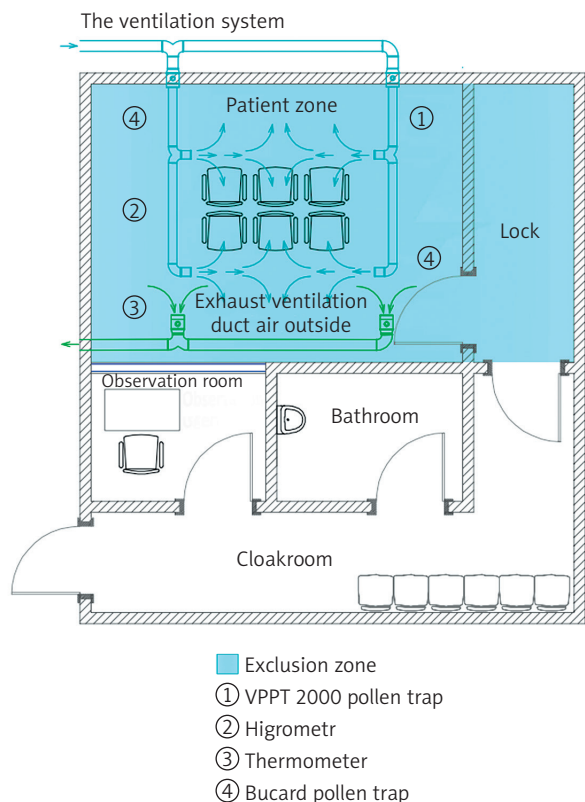 The ventilation system
④
Patient zone
①
②
Lock
④
③
Exhaust ventilation
duct air outside
Observation room
Bathroom
Cloakroom
Exclusion zone
① VPPT 2000 pollen trap
② Higrometr
③ Thermometer
④ Bucard pollen trap